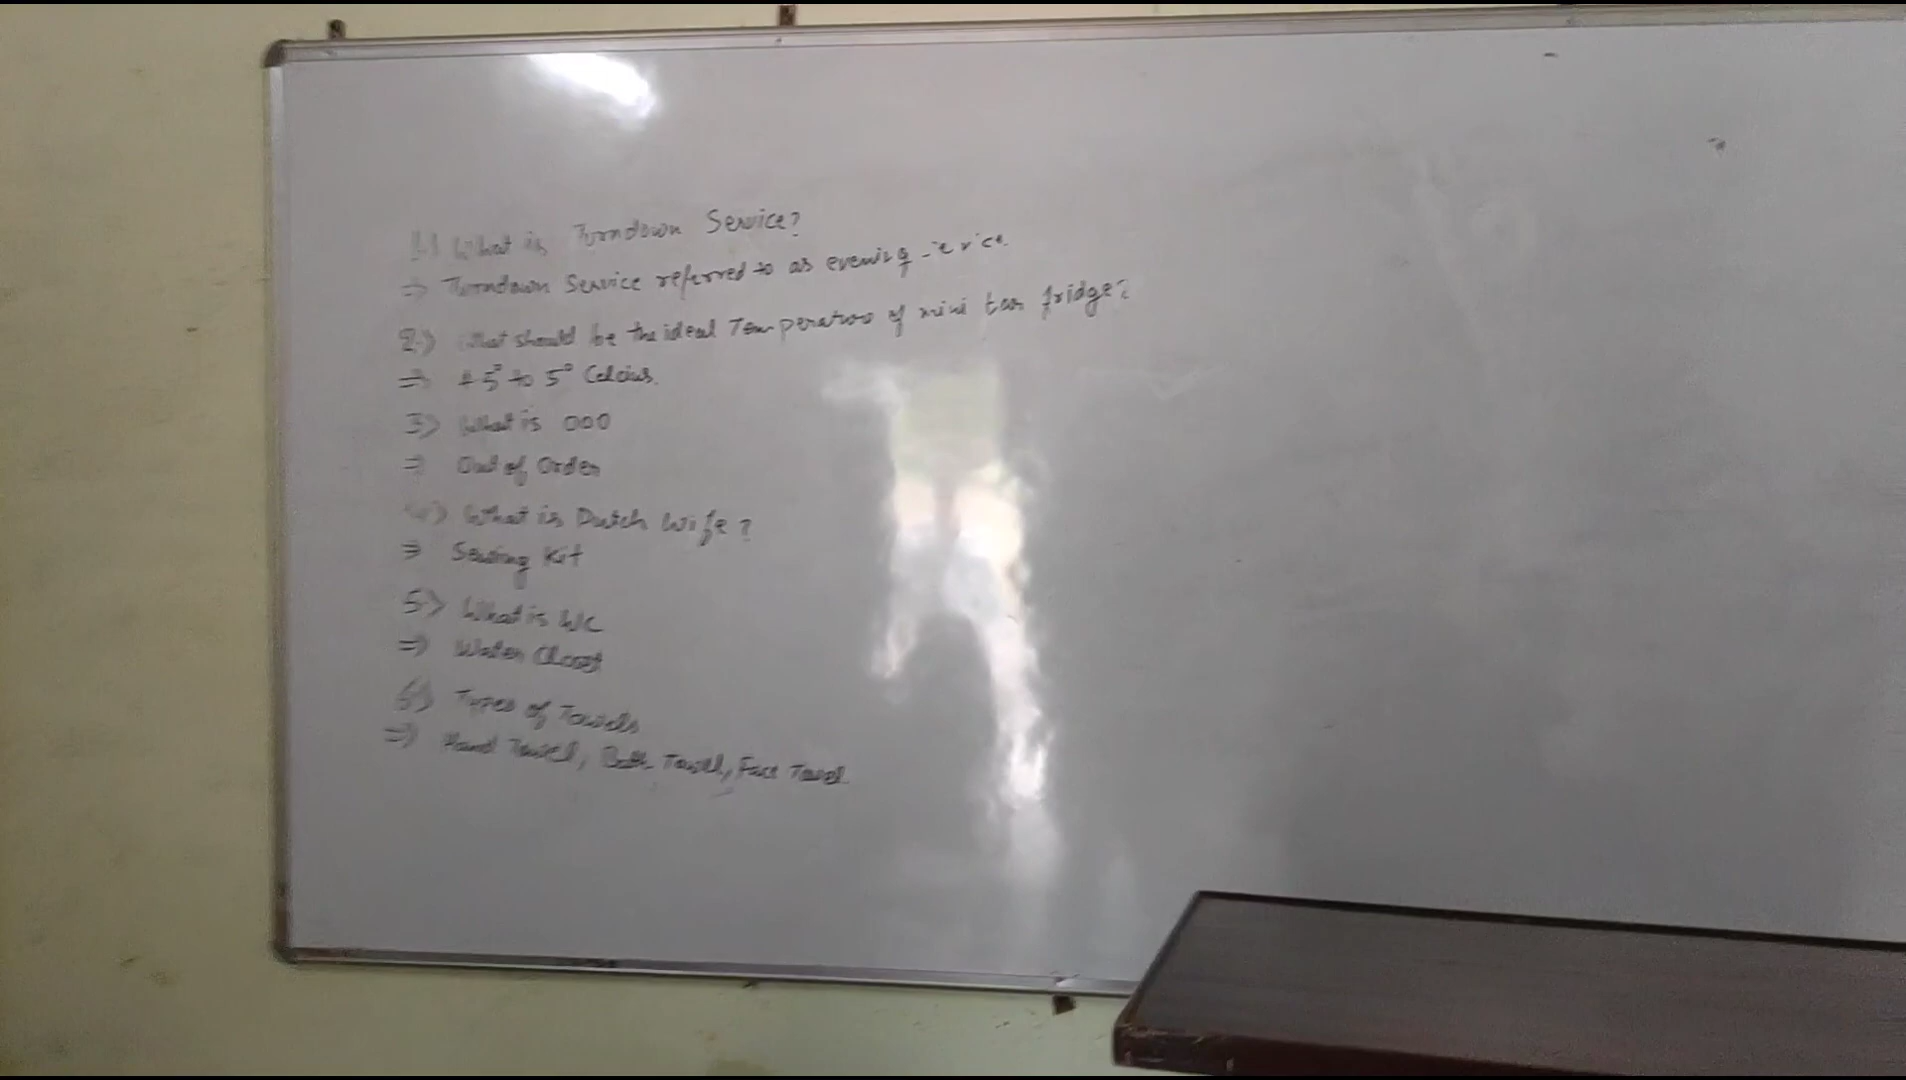 1.) What is Turndown Service?
=> Turndown Service referred to as evening service.
2.) What should be the ideal Temperature of mini bar fridge?
=> to 5° Celcius.
3) What is OOO
=> Out of Order
4) What is Dutch Wife?
=> Sewing Kit
5.) What is WC
=> Water Closet
6) Types of Towels
=> Hand Towel, Bath Towel, Face Towel